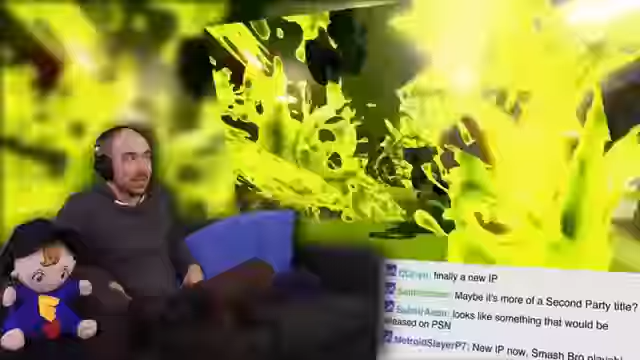 finally a new IP
Maybe it's more of a Second Party title?
looks like something that would be
released on PSN
MetroidSlayerP7: New IP now, Smash Bro